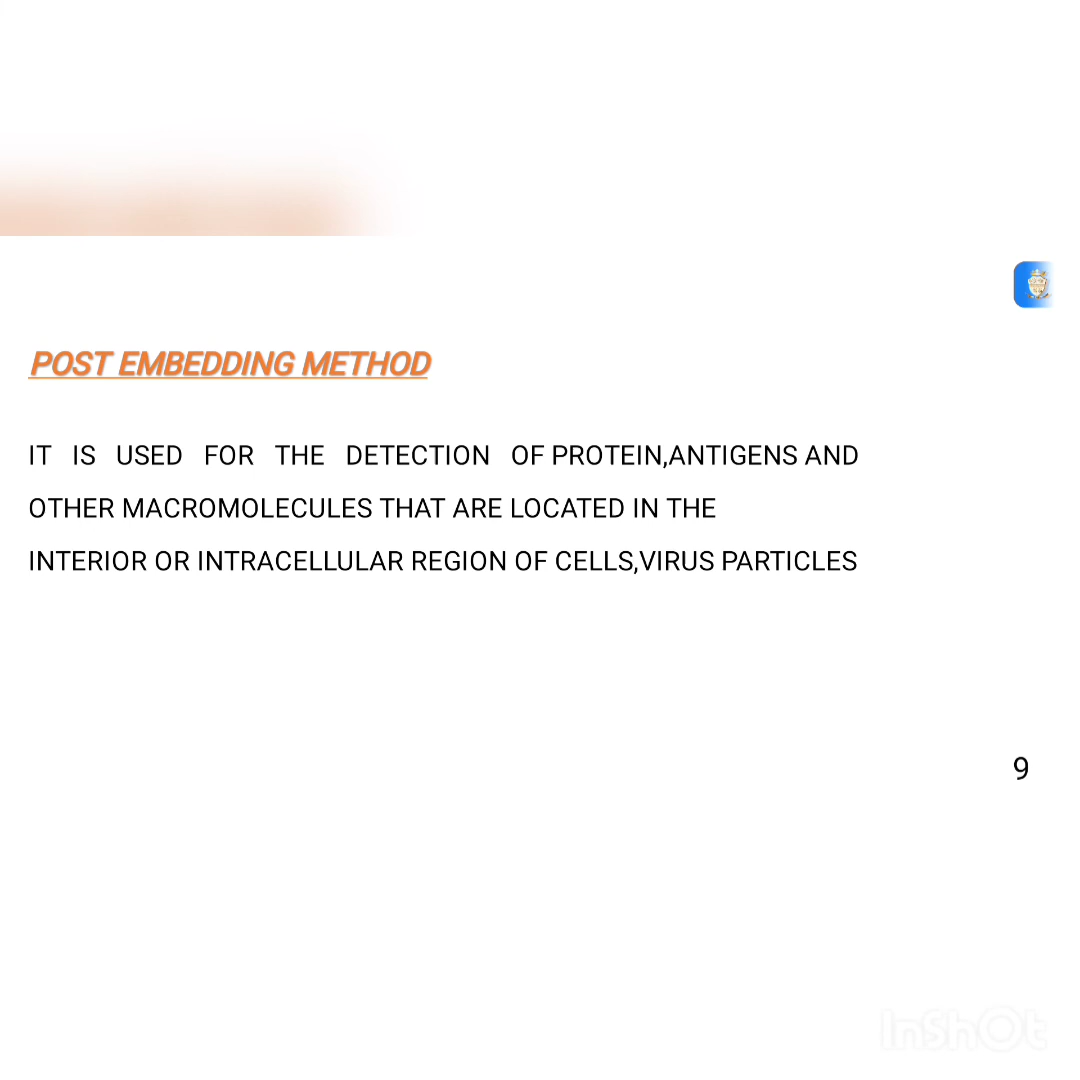 POST EMBEDDING METHOD
IT IS USED FOR THE DETECTION OF PROTEIN,ANTIGENS AND
OTHER MACROMOLECULES THAT ARE LOCATED IN THE
INTERIOR OR INTRACELLULAR REGION OF CELLS,VIRUS PARTICLES
9
InShOt